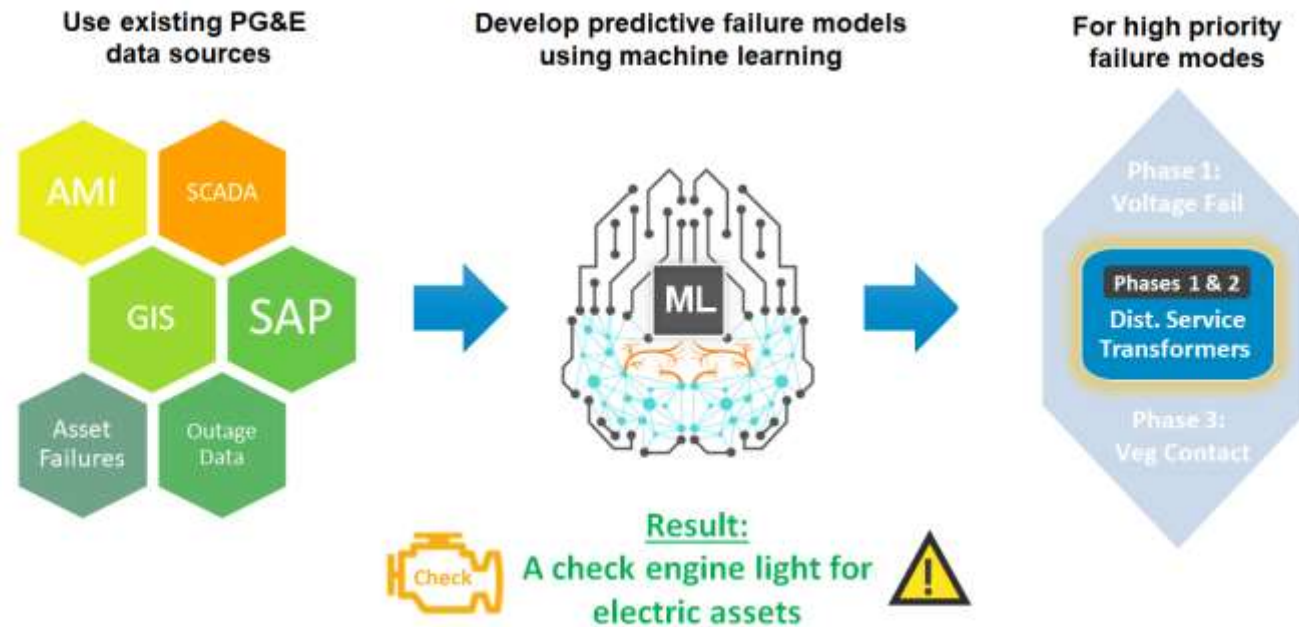 Use existing PG&E
data sources
Develop predictive failure models
using machine learning
For high priority
failure modes
AMI
SCADA
GIS
SAP
Asset
Failures
Outage
Data
ML
Phase 1:
Voltage Fail
Phases 1 & 2
Dist. Service
Transformers
Phase 3:
Veg Contact
Check
Result:
A check engine light for
electric assets
!